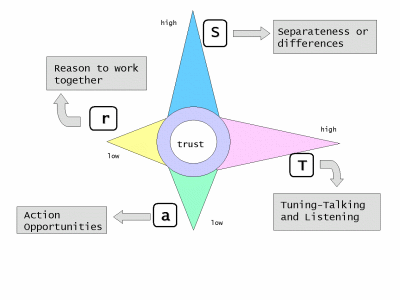 high
S
Separateness or
differences
Reason to work
together
r
trust
high
low
T
Tuning-Talking
and Listening
a
Action
Opportunities
low